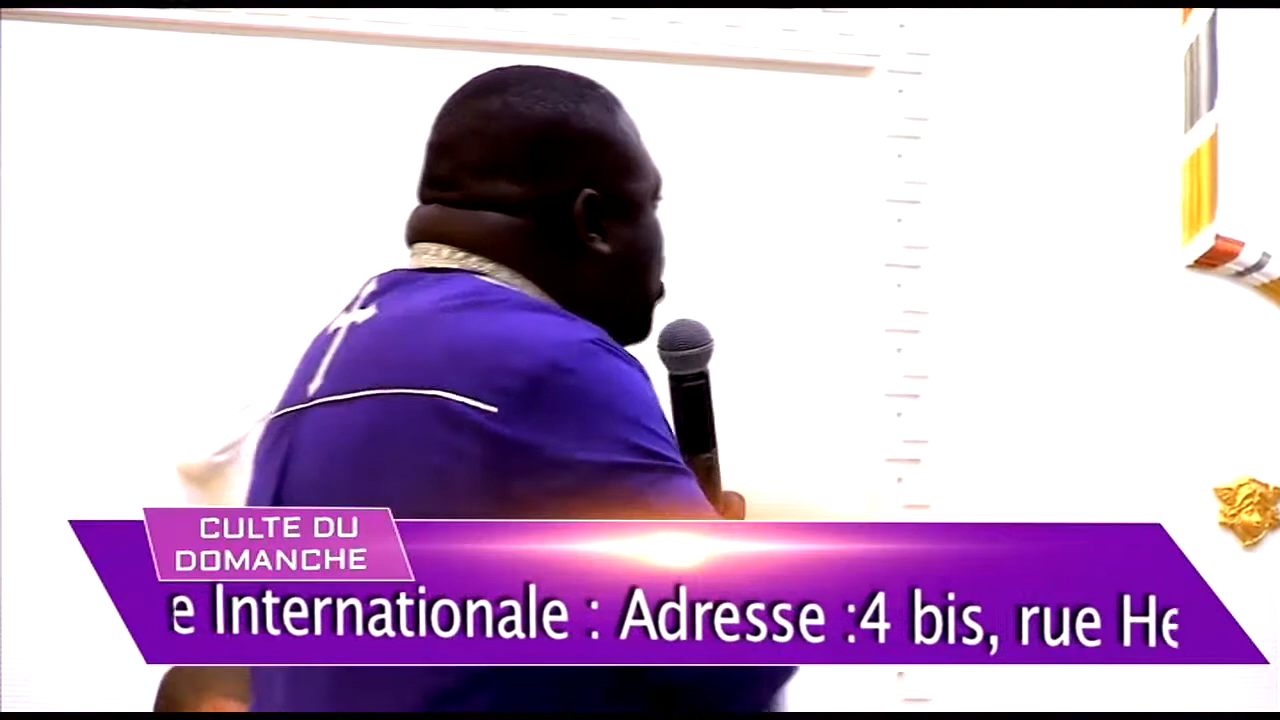 CULTE DU
DOMANCHE
e Internationale : Adresse :4 bis, rue He